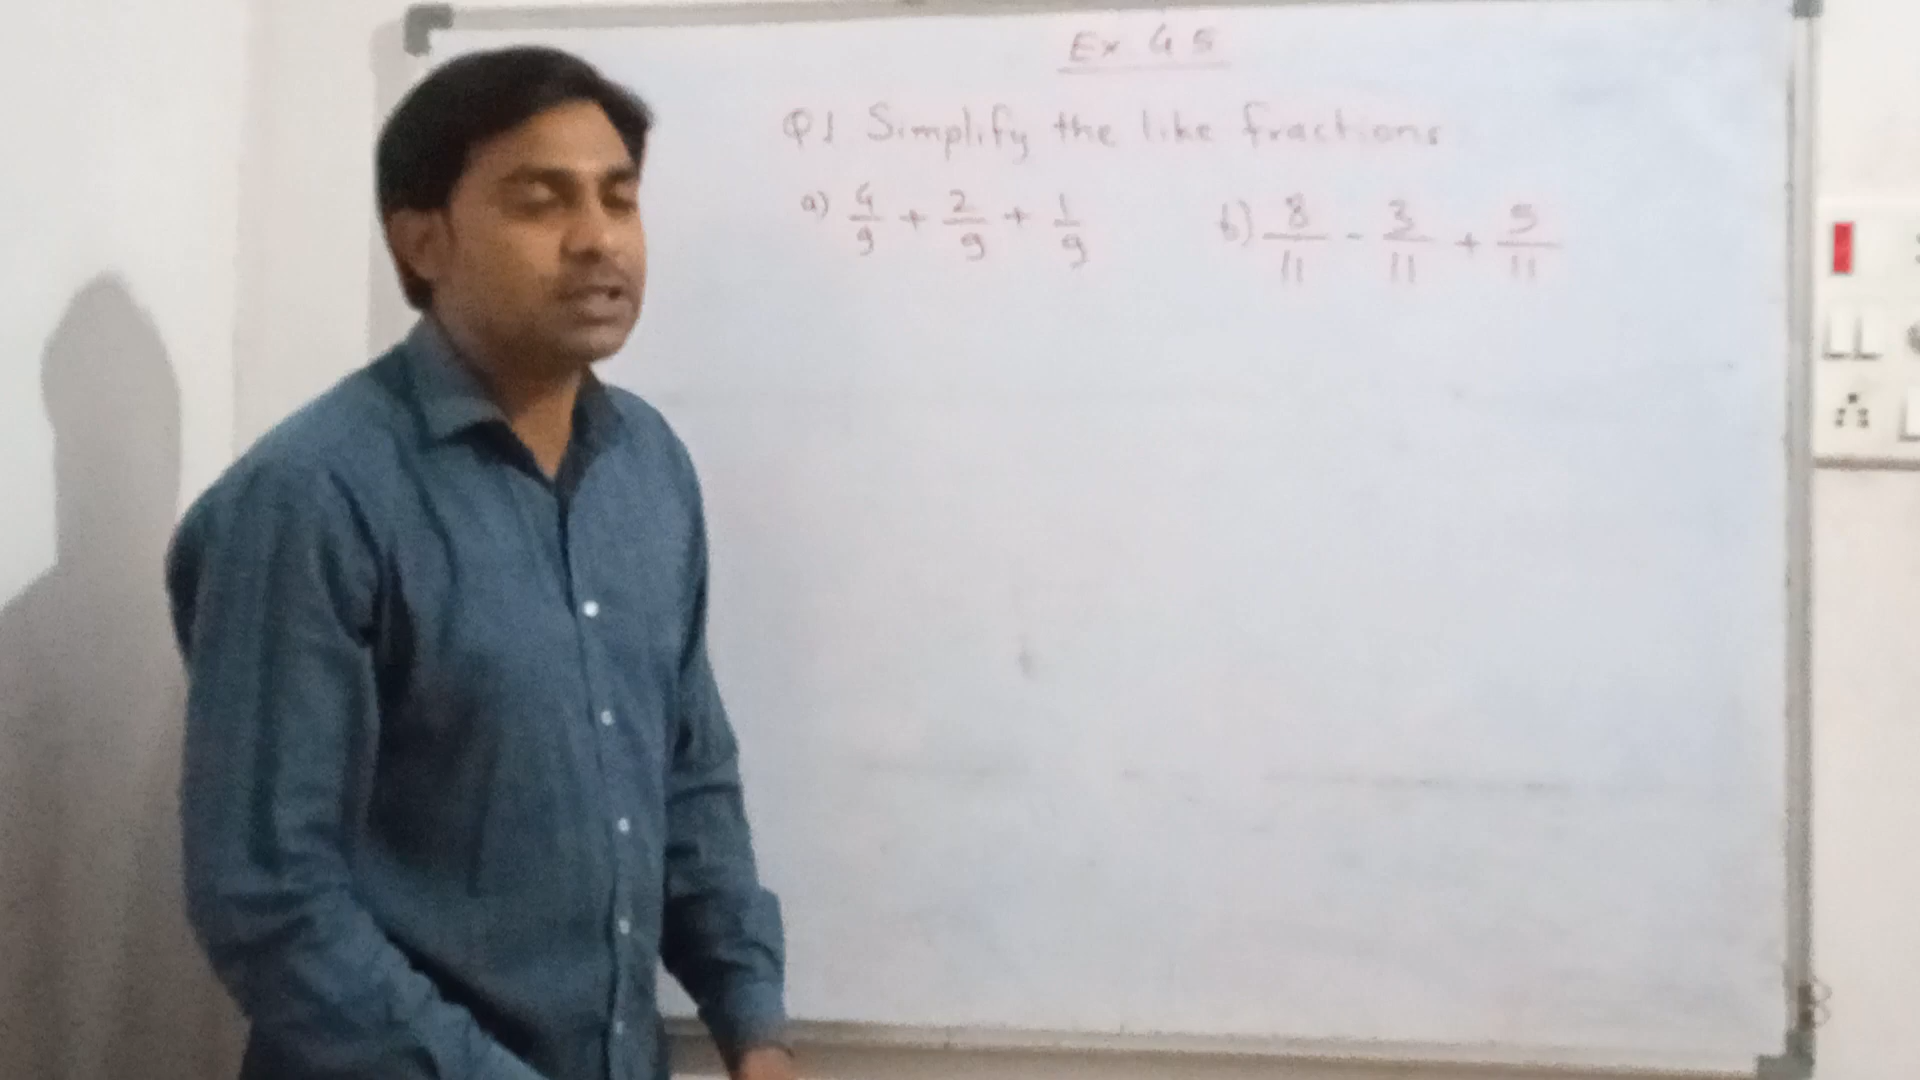 Ex 4 5
Q1 Simplify the like fractions
a) 4/9 + 2/9 + 1/9 b) 8/11 - 3/11 + 5/11